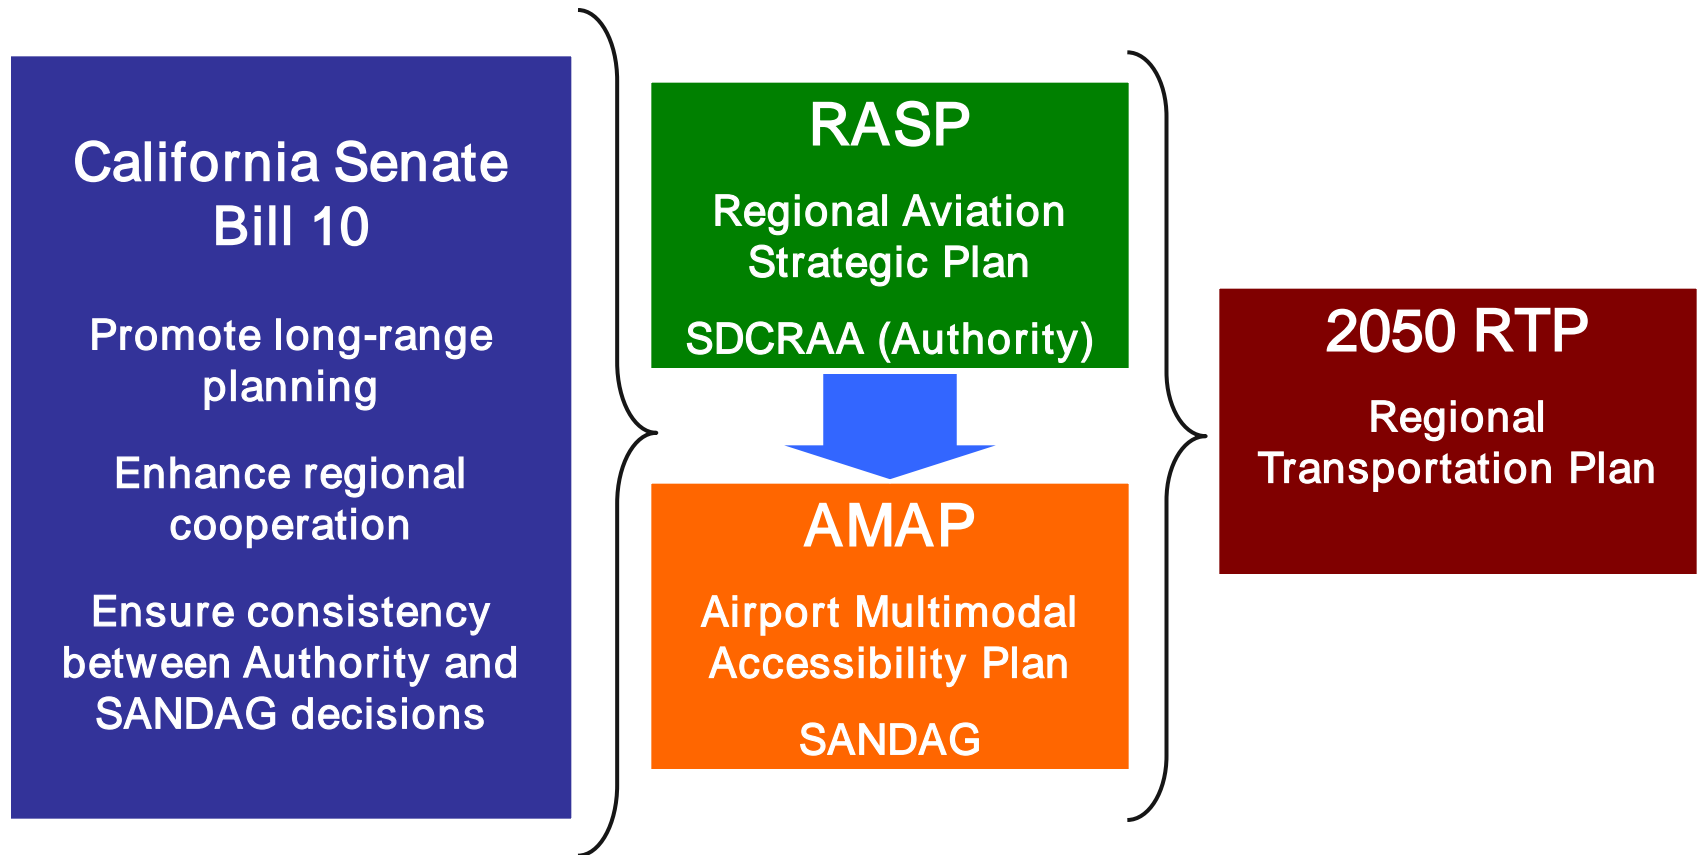 California Senate
Bill 10
Promote long-range
planning
Enhance regional
cooperation
Ensure consistency
between Authority and
SANDAG decisions
RASP
Regional Aviation
Strategic Plan
SDCRAA (Authority)
AMAP
Airport Multimodal
Accessibility Plan
SANDAG
2050 RTP
Regional
Transportation Plan